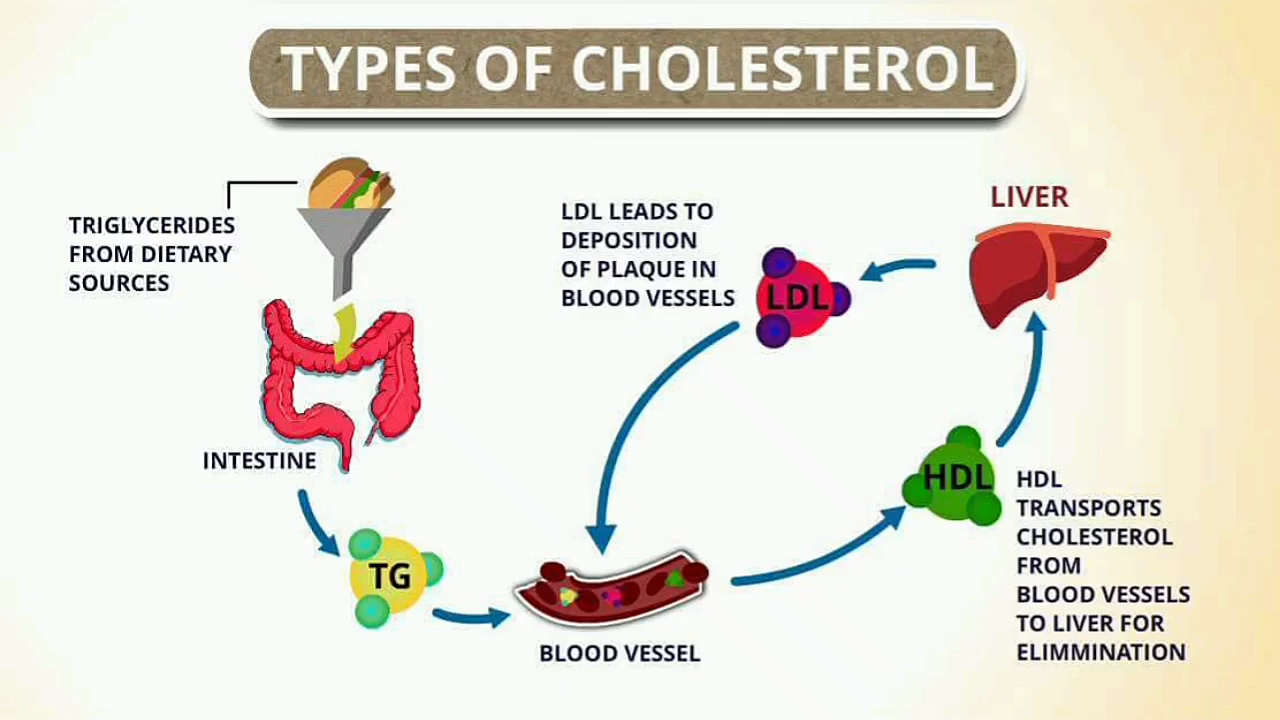 TYPES OF CHOLESTEROL
TRIGLYCERIDES
FROM DIETARY
SOURCES
INTESTINE
TG
BLOOD VESSEL
LDL LEADS TO
DEPOSITION
OF PLAQUE IN
BLOOD VESSELS
LDL
LIVER
HDL
HDL
TRANSPORTS
CHOLESTEROL
FROM
BLOOD VESSELS
TO LIVER FOR
ELIMMINATION